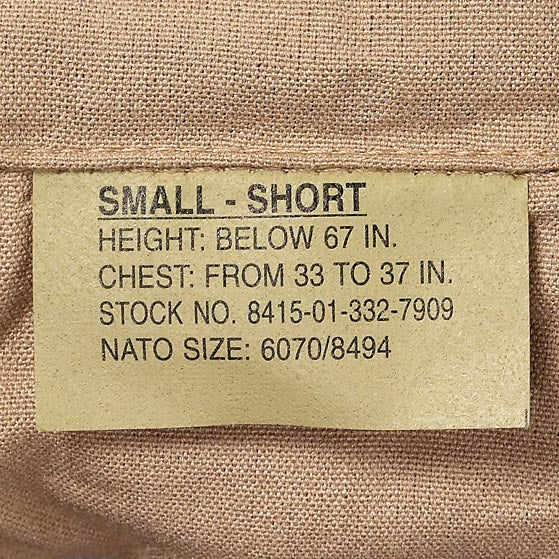 SMALL - SHORT
HEIGHT: BELOW 67 IN.
CHEST: FROM 33 TO 37 IN.
STOCK NO. 8415-01-332-7909
NATO SIZE: 6070/8494